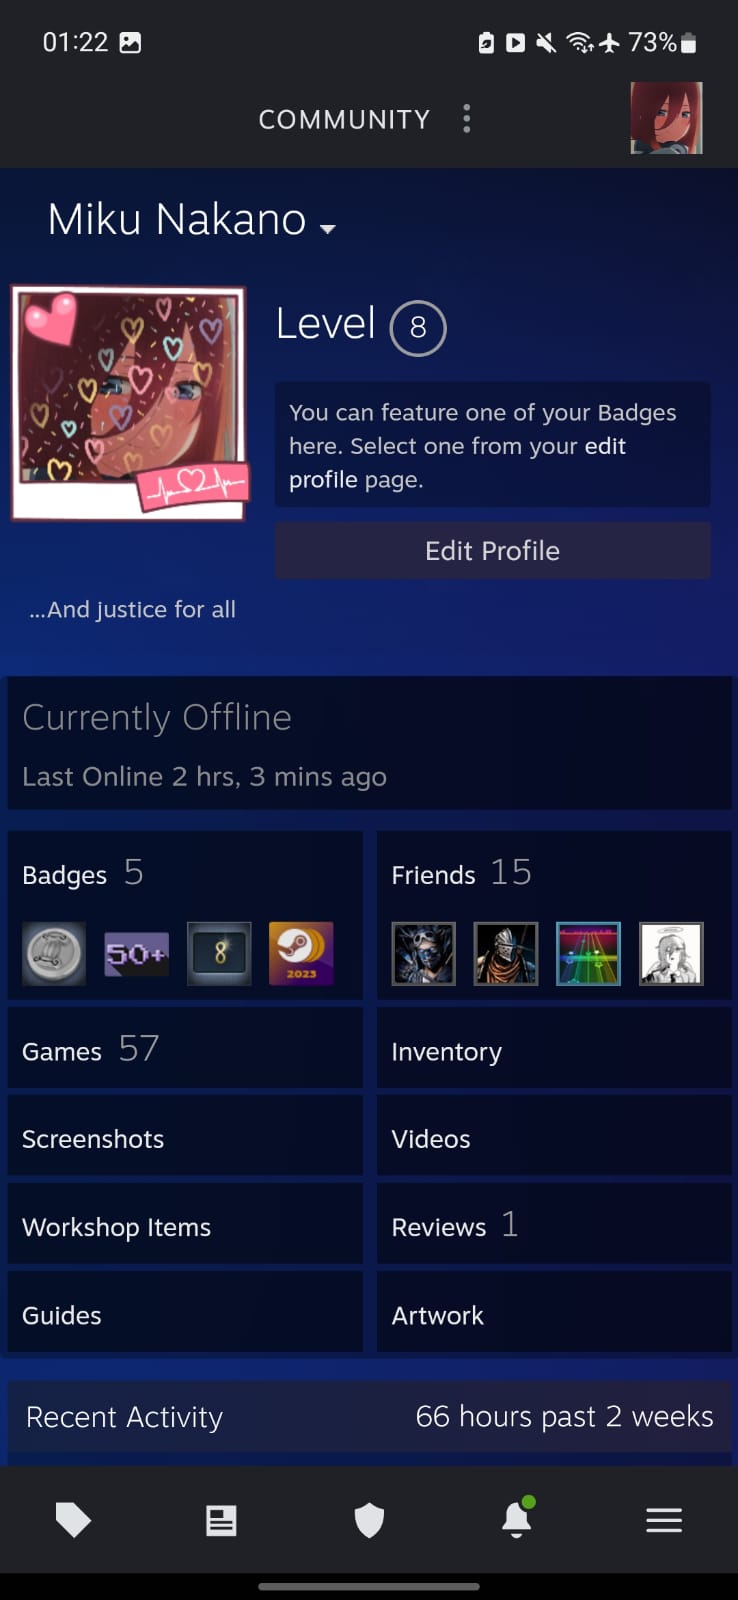 01:22
73%
COMMUNITY
Miku Nakano
Level 8
You can feature one of your Badges
here. Select one from your edit
profile page.
Edit Profile
...And justice for all
Currently Offline
Last Online 2 hrs, 3 mins ago
Badges 5
50+
8
2023
Friends 15
Games 57
Inventory
Screenshots
Videos
Workshop Items
Reviews 1
Guides
Artwork
Recent Activity
66 hours past 2 weeks